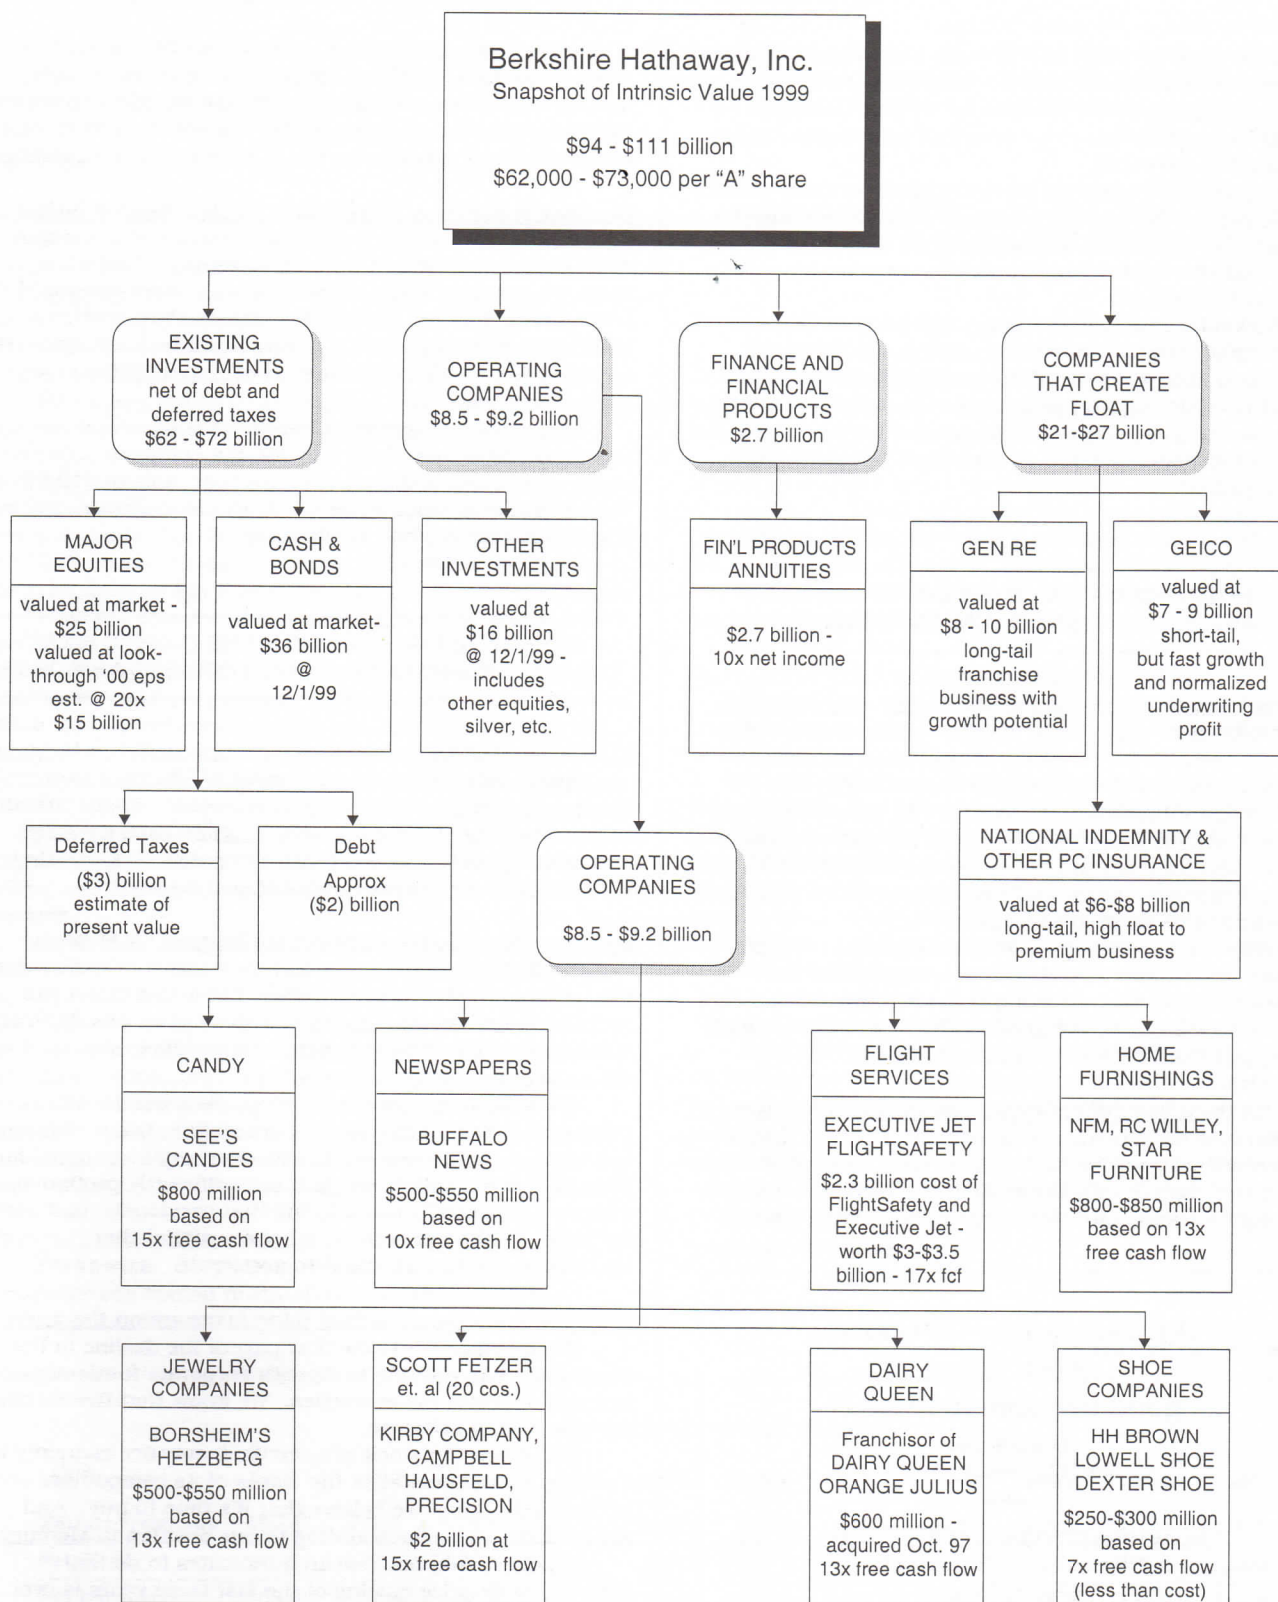 Berkshire Hathaway, Inc.
Snapshot of Intrinsic Value 1999
$94 - $111 billion
$62,000 - $73,000 per “A” share
EXISTING
INVESTMENTS
net of debt and
deferred taxes
$62 - $72 billion
OPERATING
COMPANIES
$8.5 - $9.2 billion
FINANCE AND
FINANCIAL
PRODUCTS
$2.7 billion
COMPANIES
THAT CREATE
FLOAT
$21-$27 billion
MAJOR
EQUITIES
valued at market -
$25 billion
valued at look-
through '00 eps
est. @ 20x
$15 billion
CASH &
BONDS
valued at market-
$36 billion
@
12/1/99
OTHER
INVESTMENTS
valued at
$16 billion
@ 12/1/99 -
includes
other equities,
silver, etc.
FIN'L PRODUCTS
ANNUITIES
$2.7 billion -
10x net income
GEN RE
valued at
$8 - 10 billion
long-tail
franchise
business with
growth potential
GEICO
valued at
$7 - 9 billion
short-tail,
but fast growth
and normalized
underwriting
profit
Deferred Taxes
($3) billion
estimate of
present value
Debt
Approx
($2) billion
OPERATING
COMPANIES
$8.5 - $9.2 billion
NATIONAL INDEMNITY &
OTHER PC INSURANCE
valued at $6-$8 billion
long-tail, high float to
premium business
CANDY
SEE'S
CANDIES
$800 million
based on
15x free cash flow
NEWSPAPERS
BUFFALO
NEWS
$500-$550 million
based on
10x free cash flow
FLIGHT
SERVICES
EXECUTIVE JET
FLIGHTSAFETY
$2.3 billion cost of
FlightSafety and
Executive Jet -
worth $3-$3.5
billion - 17x fcf
HOME
FURNISHINGS
NFM, RC WILLEY,
STAR
FURNITURE
$800-$850 million
based on 13x
free cash flow
JEWELRY
COMPANIES
BORSHEIM'S
HELZBERG
$500-$550 million
based on
13x free cash flow
SCOTT FETZER
et. al (20 cos.)
KIRBY COMPANY,
CAMPBELL
HAUSFELD,
PRECISION
$2 billion at
15x free cash flow
DAIRY
QUEEN
Franchisor of
DAIRY QUEEN
ORANGE JULIUS
$600 million -
acquired Oct. 97
13x free cash flow
SHOE
COMPANIES
HH BROWN
LOWELL SHOE
DEXTER SHOE
$250-$300 million
based on
7x free cash flow
(less than cost)